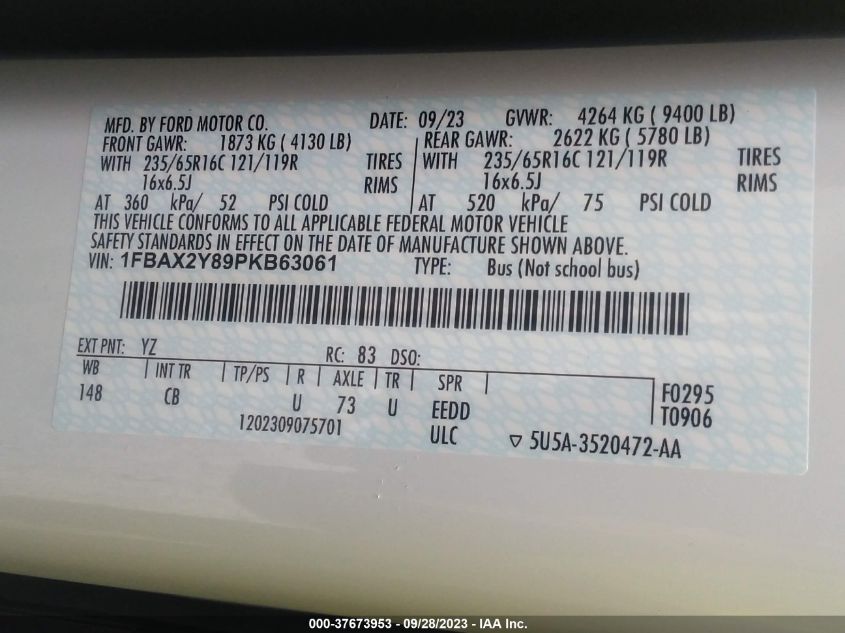 MFD. BY FORD MOTOR CO. DATE: 09/23 GVWR: 4264 KG ( 9400 LB)
FRONT GAWR: 1873 KG ( 4130 LB) REAR GAWR: 2622 KG ( 5780 LB)
WITH 235/65R16C 121/119R TIRES WITH 235/65R16C 121/119R TIRES
16x6.5J RIMS 16x6.5J RIMS
AT 360 kPa/ 52 PSI COLD AT 520 kPa/ 75 PSI COLD
THIS VEHICLE CONFORMS TO ALL APPLICABLE FEDERAL MOTOR VEHICLE
SAFETY STANDARDS IN EFFECT ON THE DATE OF MANUFACTURE SHOWN ABOVE.
VIN: 1FBAX2Y89PKB63061 TYPE: Bus (Not school bus)
EXT PNT: YZ RC: 83 DSO:
WB INT TR TP/PS R AXLE TR SPR
148 CB U 73 U EEDD F0295
1202309075701 ULC T0906
▽ 5U5A-3520472-AA
000-37673953 - 09/28/2023 - IAA Inc.